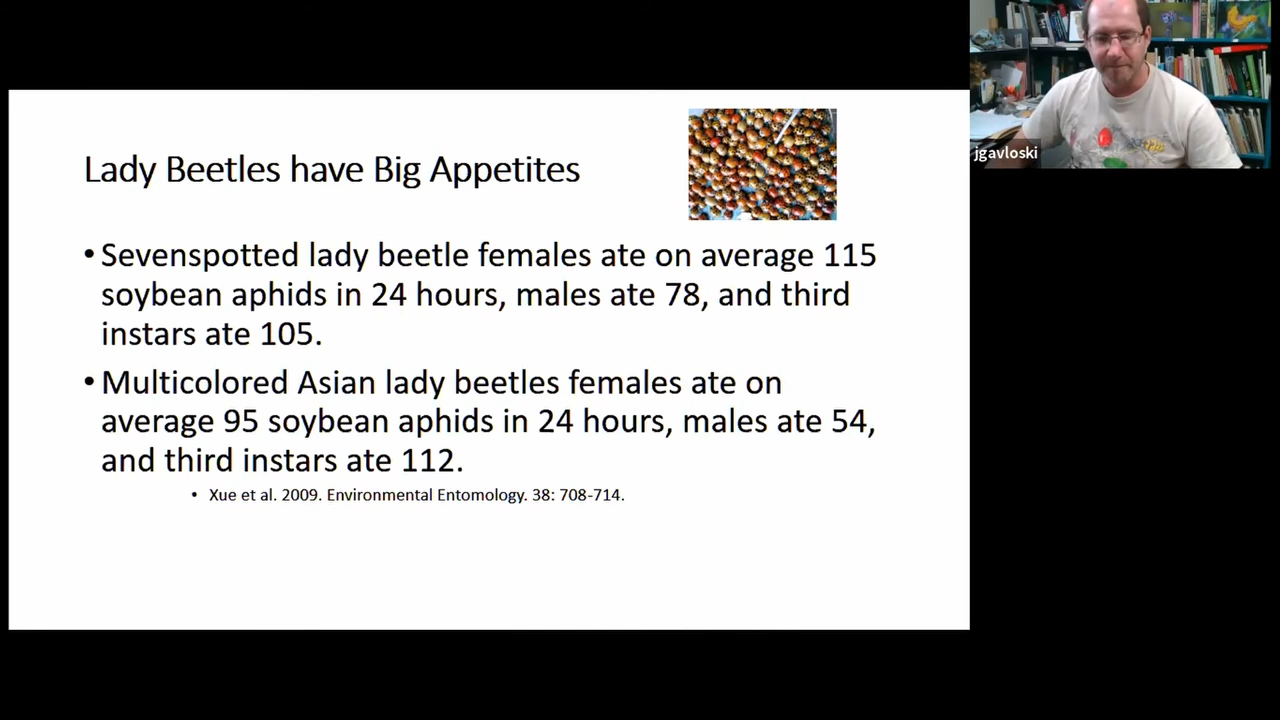 jgavloski
Lady Beetles have Big Appetites
• Sevenspotted lady beetle females ate on average 115
soybean aphids in 24 hours, males ate 78, and third
instars ate 105.
• Multicolored Asian lady beetles females ate on
average 95 soybean aphids in 24 hours, males ate 54,
and third instars ate 112.
• Xue et al. 2009. Environmental Entomology. 38: 708-714.